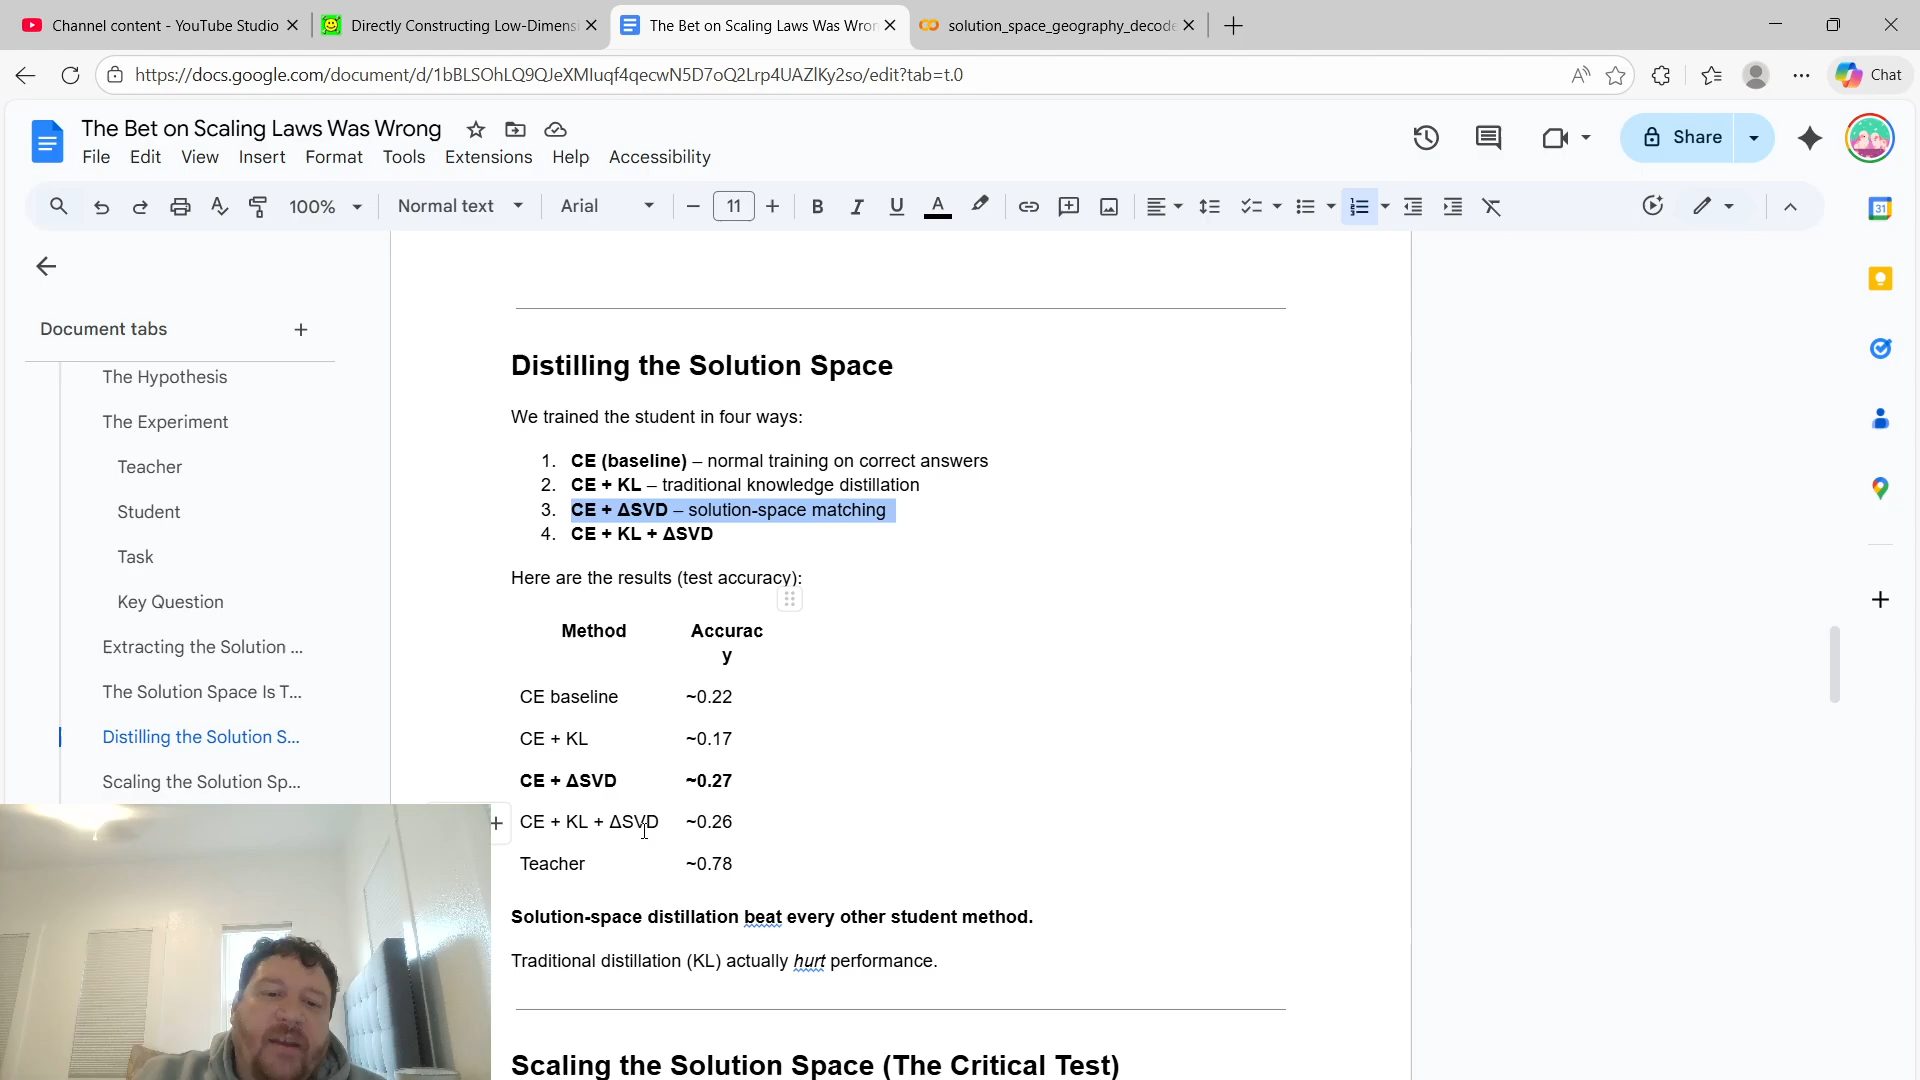 Channel content - YouTube Studio
Directly Constructing Low-Dimens
The Bet on Scaling Laws Was Wron
solution_space_geography_decode
https://docs.google.com/document/d/1bBLSOhLQ9QJeXMIuqf4qecwN5D7oQ2Lrp4UAZlKy2so/edit?tab=t.0
Chat
The Bet on Scaling Laws Was Wrong
File Edit View Insert Format Tools Extensions Help Accessibility
Share
100% Normal text Arial 11
31
Document tabs
The Hypothesis
The Experiment
Teacher
Student
Task
Key Question
Extracting the Solution ...
The Solution Space Is T...
Distilling the Solution S...
Scaling the Solution Sp...
Distilling the Solution Space
We trained the student in four ways:
1. CE (baseline) – normal training on correct answers
2. CE + KL – traditional knowledge distillation
3. CE + ΔSVD – solution-space matching
4. CE + KL + ΔSVD
Here are the results (test accuracy):
Method Accurac
y
CE baseline ~0.22
CE + KL ~0.17
CE + ΔSVD ~0.27
CE + KL + ΔSVD ~0.26
Teacher ~0.78
Solution-space distillation beat every other student method.
Traditional distillation (KL) actually hurt performance.
Scaling the Solution Space (The Critical Test)